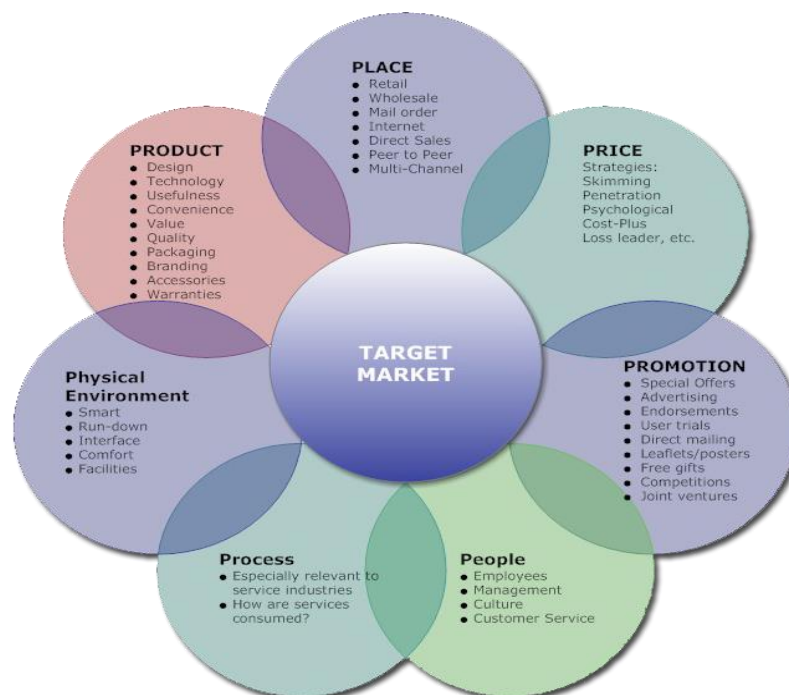 PLACE
● Retail
● Wholesale
● Mail order
● Internet
● Direct Sales
● Peer to Peer
● Multi-Channel
PRODUCT
● Design
● Technology
● Usefulness
● Convenience
● Value
● Quality
● Packaging
● Branding
● Accessories
● Warranties
PRICE
Strategies:
Skimming
Penetration
Psychological
Cost-Plus
Loss leader, etc.
TARGET
MARKET
Physical
Environment
● Smart
● Run-down
● Interface
● Comfort
● Facilities
PROMOTION
● Special Offers
● Advertising
● Endorsements
● User trials
● Direct mailing
● Leaflets/posters
● Free gifts
● Competitions
● Joint ventures
Process
● Especially relevant to
service industries
● How are services
consumed?
People
● Employees
● Management
● Culture
● Customer Service